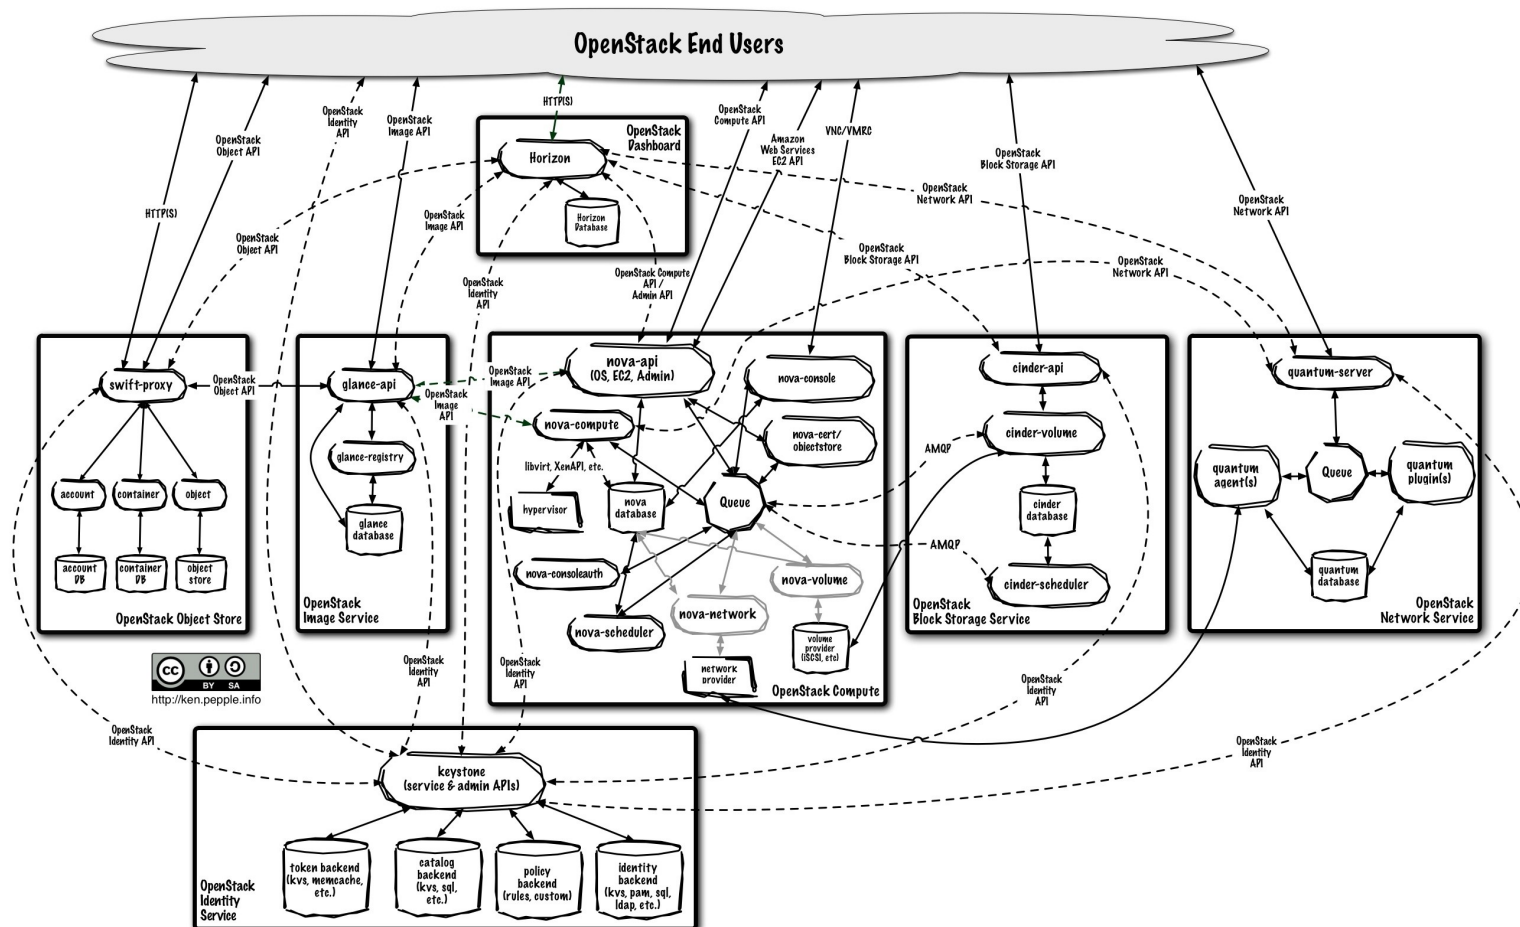 OpenStack End Users
HTTP(S)
OpenStack
Object API
OpenStack
Identity
API
OpenStack
Image API
HTTP(S)
OpenStack
Compute API
Amazon
Web Services
EC2 API
VNC/VMRC
OpenStack
Block Storage API
OpenStack
Network API
OpenStack
Network API
OpenStack
Dashboard
Horizon
Horizon
Database
OpenStack
Object API
OpenStack
Image API
OpenStack
Identity
API
OpenStack Compute
API /
Admin API
OpenStack
Block Storage API
OpenStack
Network API
swift-proxy
account
container
object
account
DB
container
DB
object
store
OpenStack Object Store
OpenStack
Object API
glance-api
glance-registry
glance
database
OpenStack
Image Service
OpenStack
Image API
OpenStack
Image
API
nova-api
(OS, EC2, Admin)
nova-console
nova-compute
nova-cert/
objectstore
libvirt, XenAPI, etc.
hypervisor
nova
database
Queue
nova-consoleauth
nova-volume
nova-network
nova-scheduler
volume
provider
(iSCSI, etc)
network
provider
OpenStack Compute
cinder-api
cinder-volume
AMQP
cinder
database
AMQP
cinder-scheduler
OpenStack
Block Storage Service
quantum-server
quantum
agent(s)
Queue
quantum
plugin(s)
quantum
database
OpenStack
Network Service
cc
BY SA
http://ken.pepple.info
OpenStack
Identity API
OpenStack
Identity
API
OpenStack
Identity
API
OpenStack
Identity
API
OpenStack
Identity
API
keystone
(service & admin APIs)
token backend
(kvs, memcache,
etc.)
catalog
backend
(kvs, sql,
etc.)
policy
backend
(rules, custom)
identity
backend
(kvs, pam, sql,
ldap, etc.)
OpenStack
Identity
Service